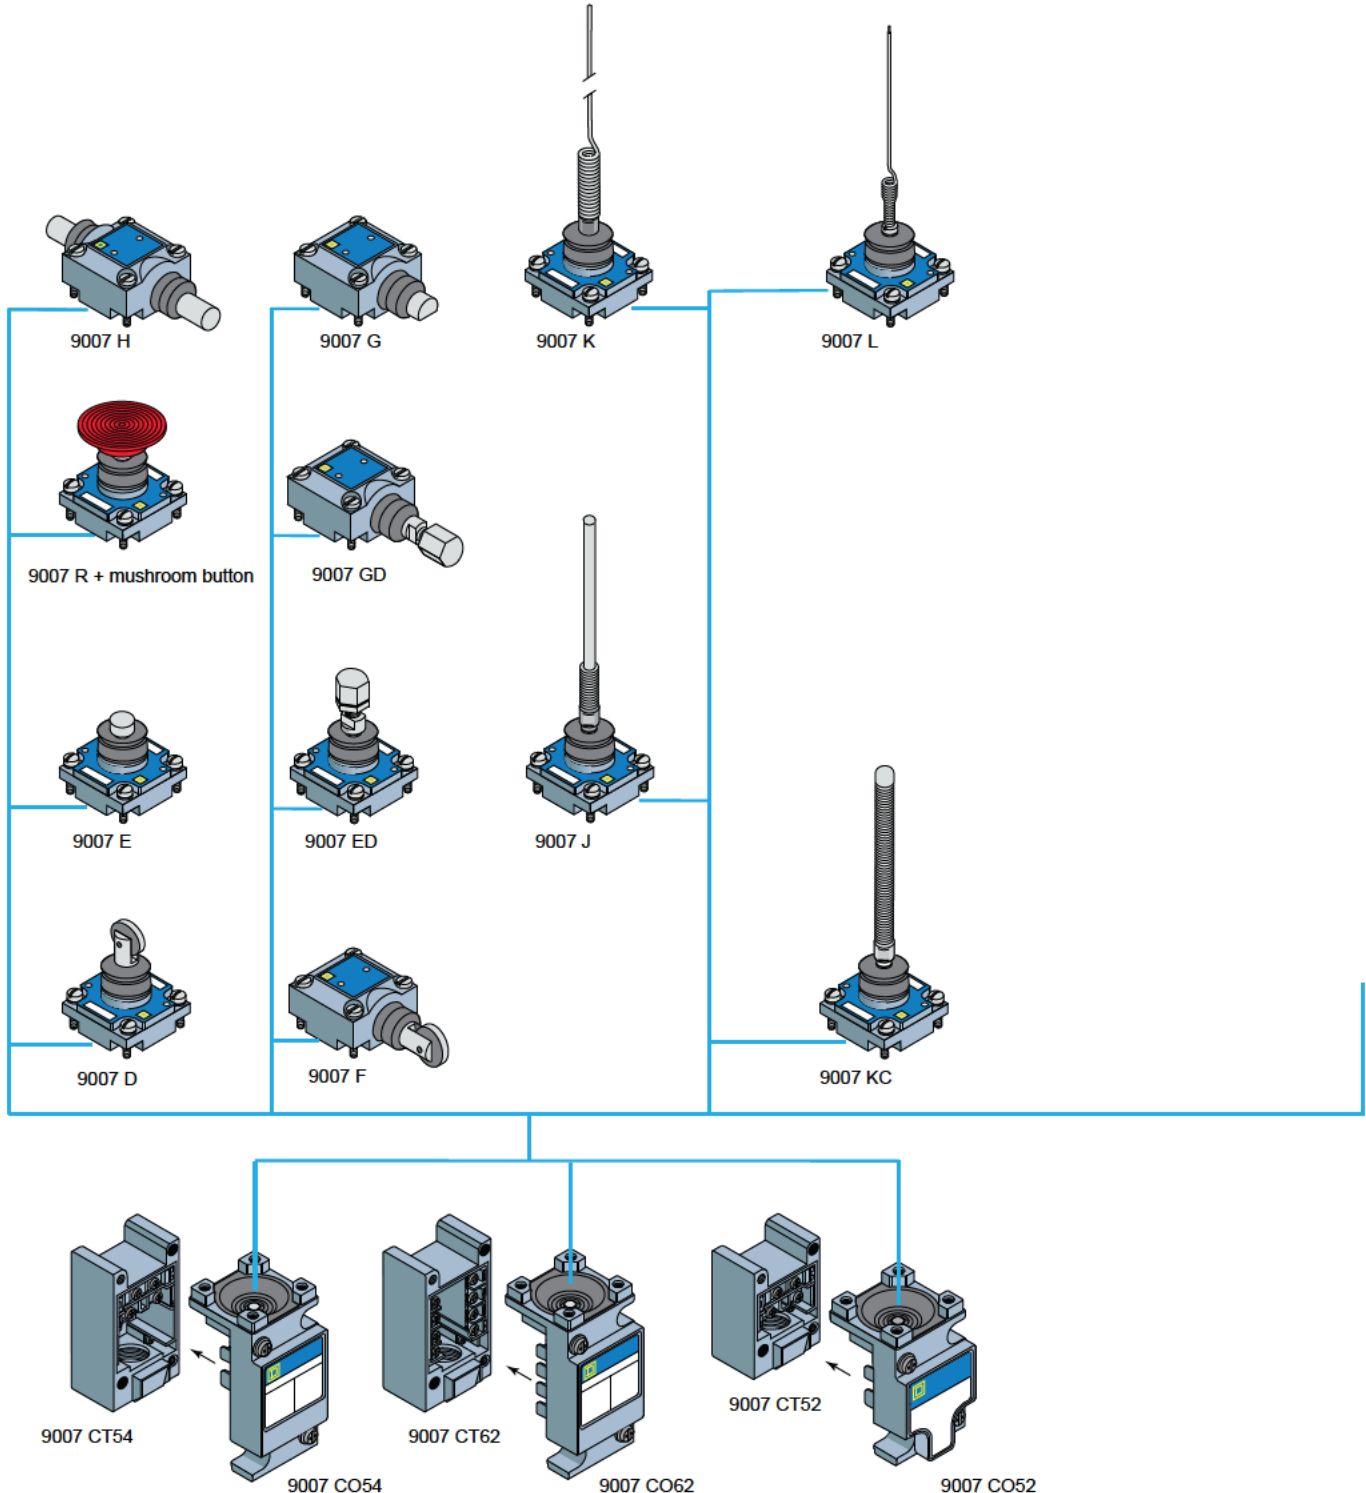 9007 H
9007 G
9007 K
9007 L
9007 R + mushroom button
9007 GD
9007 E
9007 ED
9007 J
9007 D
9007 F
9007 KC
9007 CT54
9007 CO54
9007 CT62
9007 CO62
9007 CT52
9007 CO52